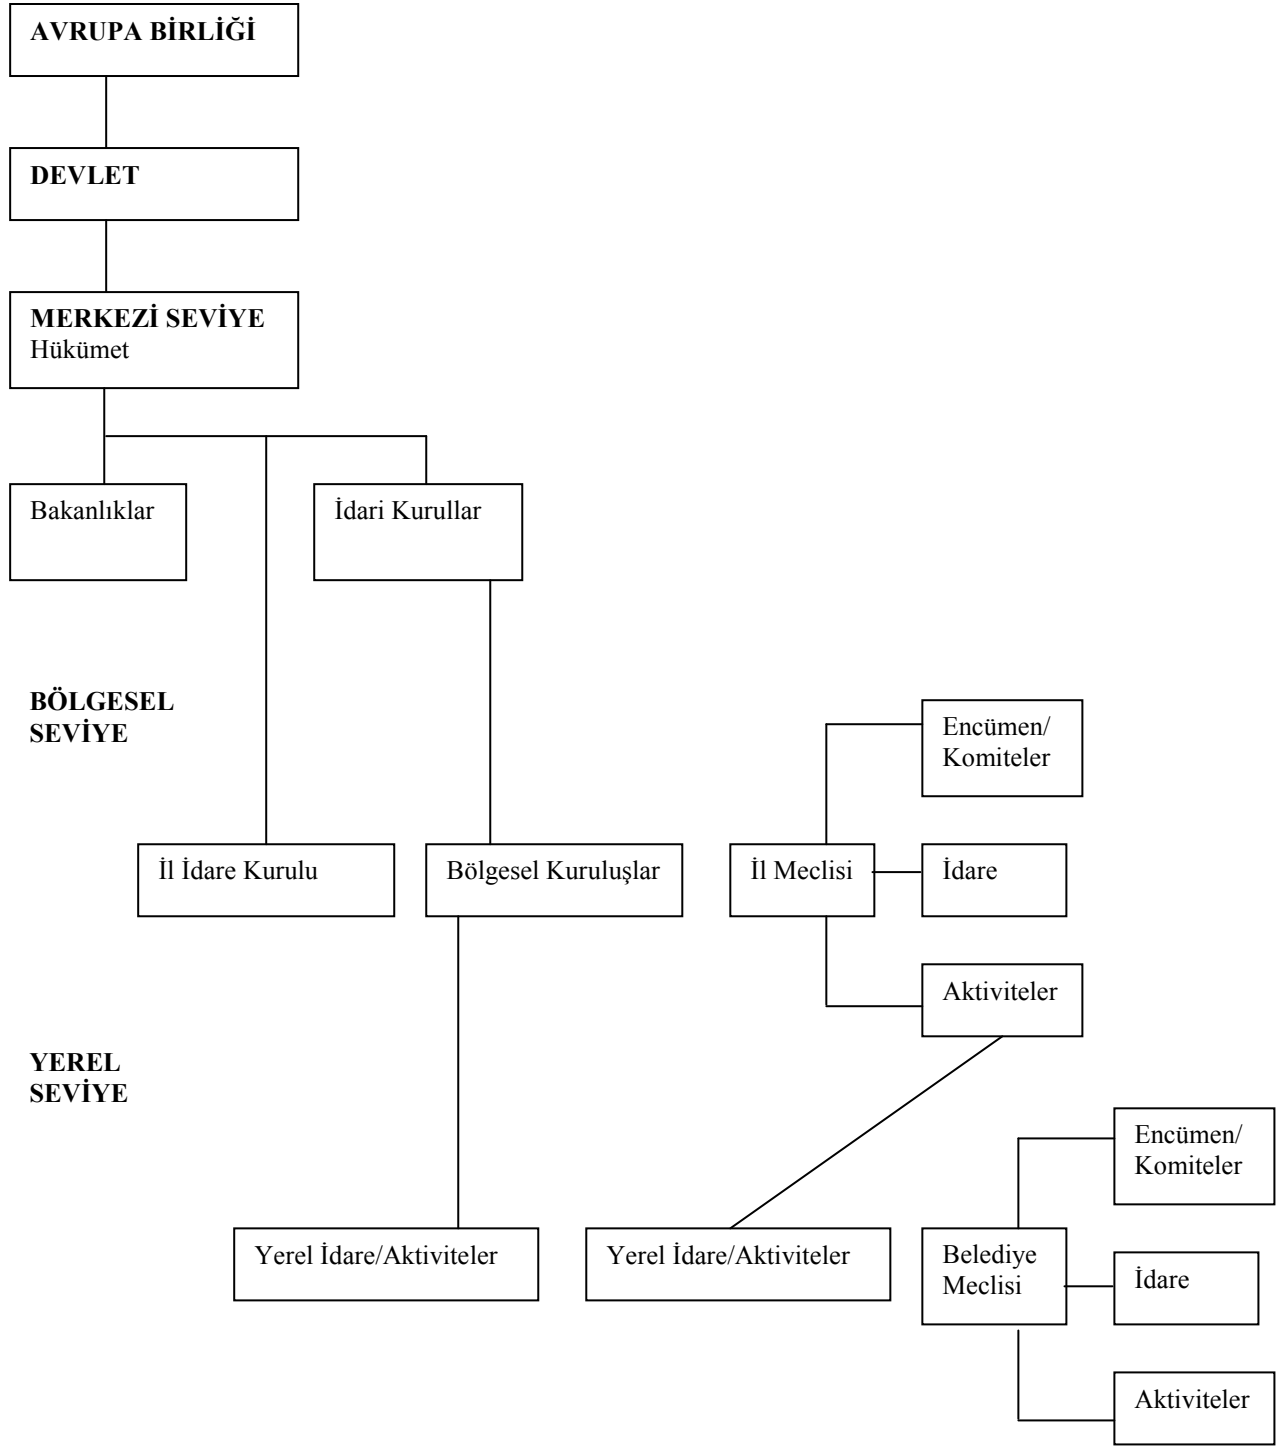 AVRUPA BİRLİĞİ
DEVLET
MERKEZİ SEVİYE
Hükümet
Bakanlıklar
İdari Kurullar
BÖLGESEL
SEVİYE
Encümen/
Komiteler
İl İdare Kurulu
Bölgesel Kuruluşlar
İl Meclisi
İdare
Aktiviteler
YEREL
SEVİYE
Encümen/
Komiteler
Yerel İdare/Aktiviteler
Yerel İdare/Aktiviteler
Belediye
Meclisi
İdare
Aktiviteler